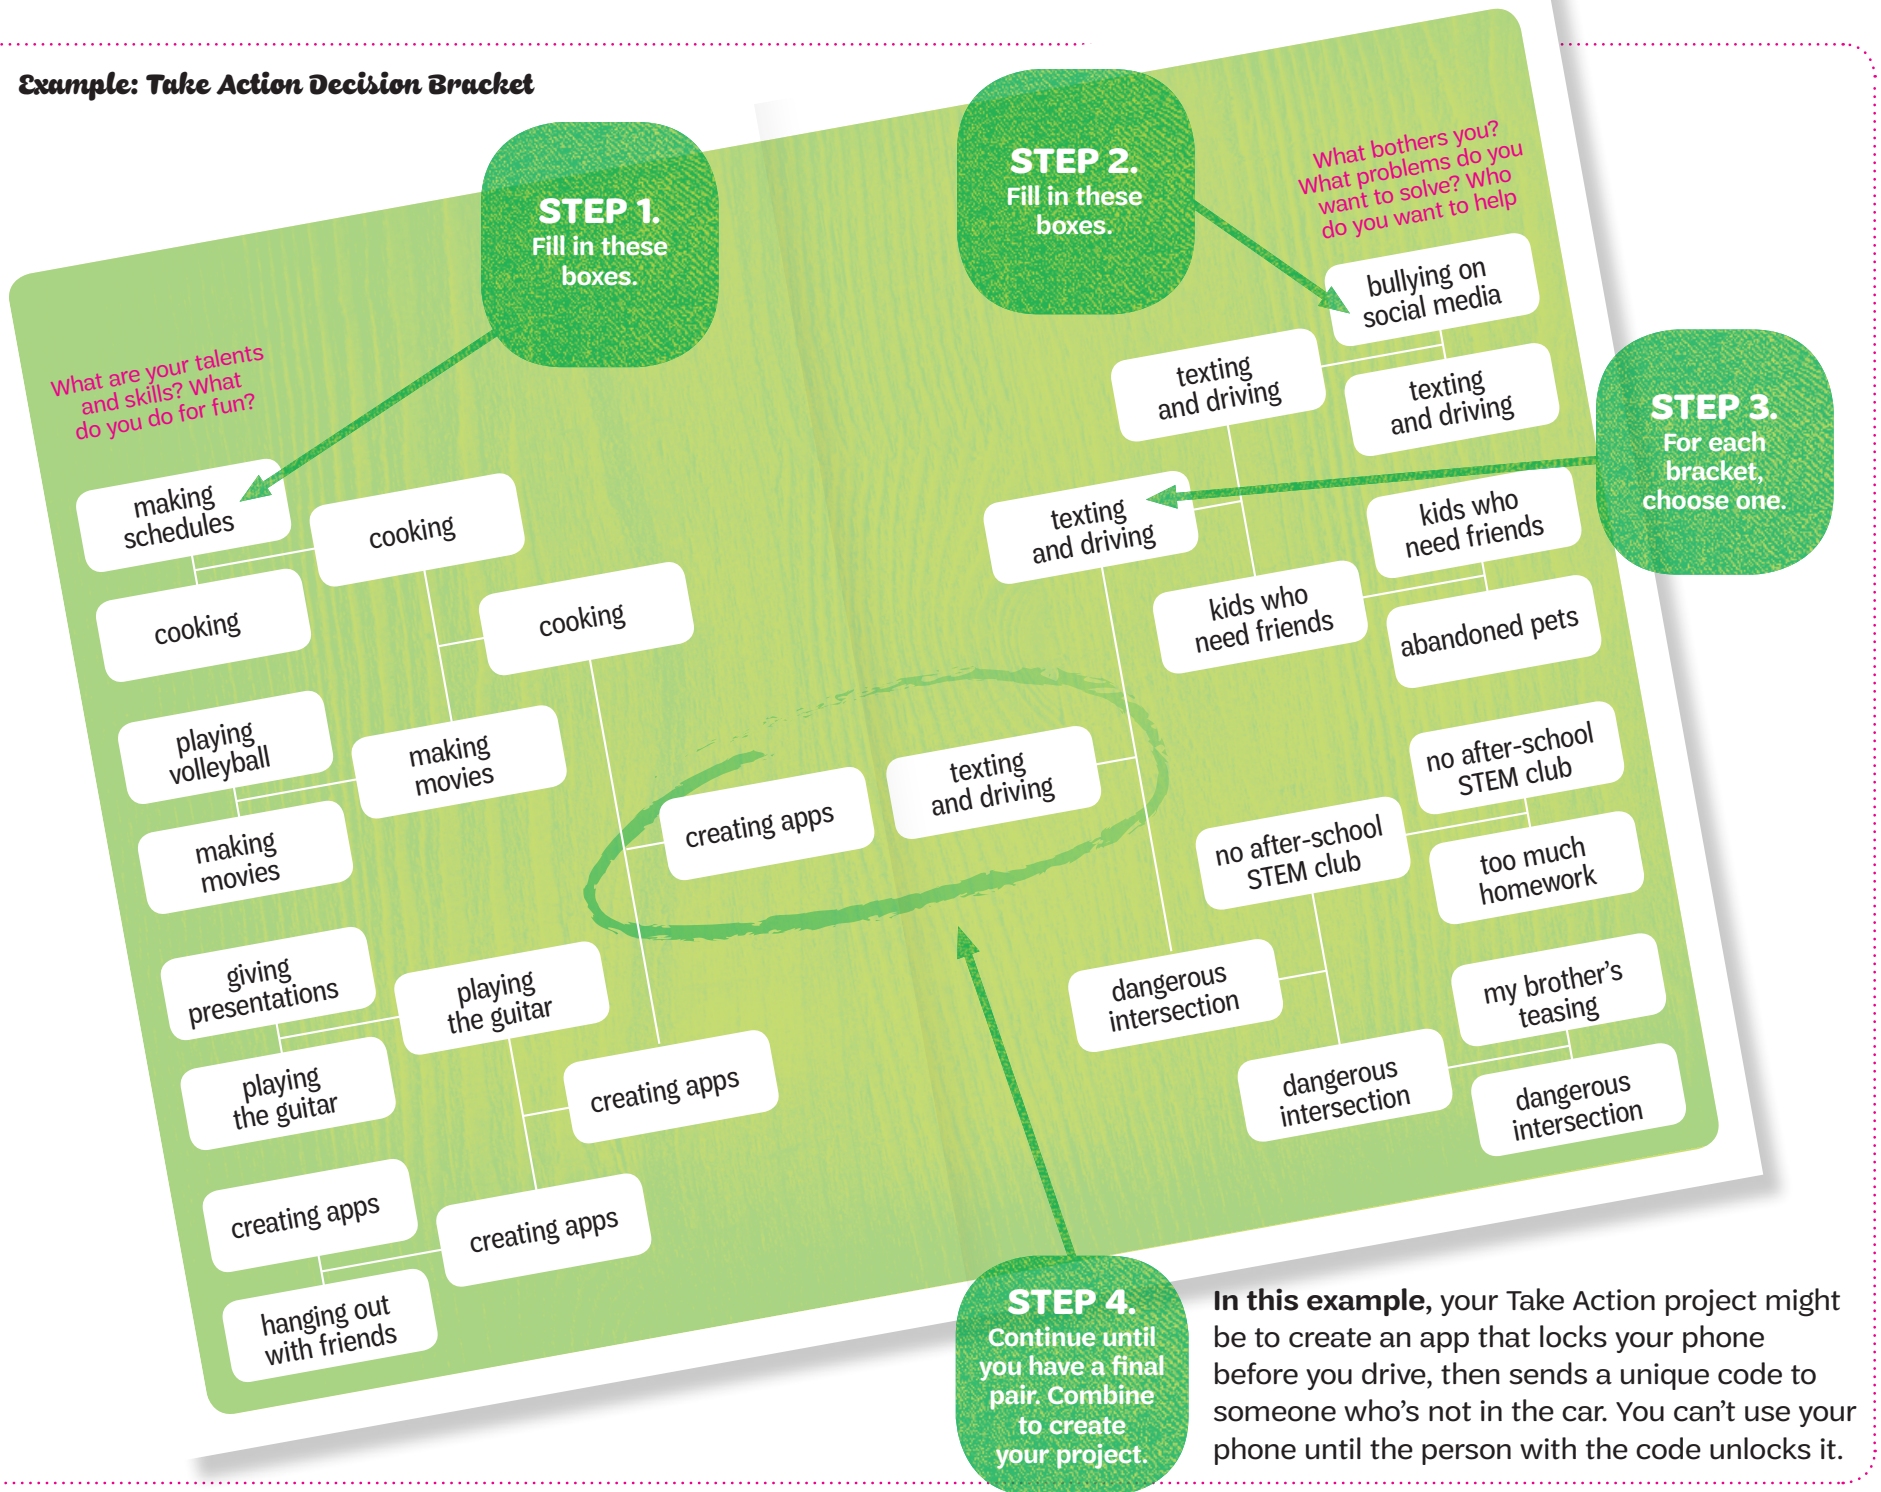 Example: Take Action Decision Bracket
STEP 1.
Fill in these
boxes.
What are your talents
and skills? What
do you do for fun?
making
schedules
cooking
cooking
cooking
playing
volleyball
making
movies
making
movies
giving
presentations
playing
the guitar
playing
the guitar
creating apps
creating apps
creating apps
hanging out
with friends
creating apps
texting
and driving
STEP 2.
Fill in these
boxes.
What bothers you?
What problems do you
want to solve? Who
do you want to help
bullying on
social media
texting
and driving
texting
and driving
texting
and driving
kids who
need friends
kids who
need friends
abandoned pets
no after-school
STEM club
no after-school
STEM club
too much
homework
dangerous
intersection
my brother's
teasing
dangerous
intersection
dangerous
intersection
STEP 3.
For each
bracket,
choose one.
STEP 4.
Continue until
you have a final
pair. Combine
to create
your project.
In this example, your Take Action project might
be to create an app that locks your phone
before you drive, then sends a unique code to
someone who's not in the car. You can't use your
phone until the person with the code unlocks it.